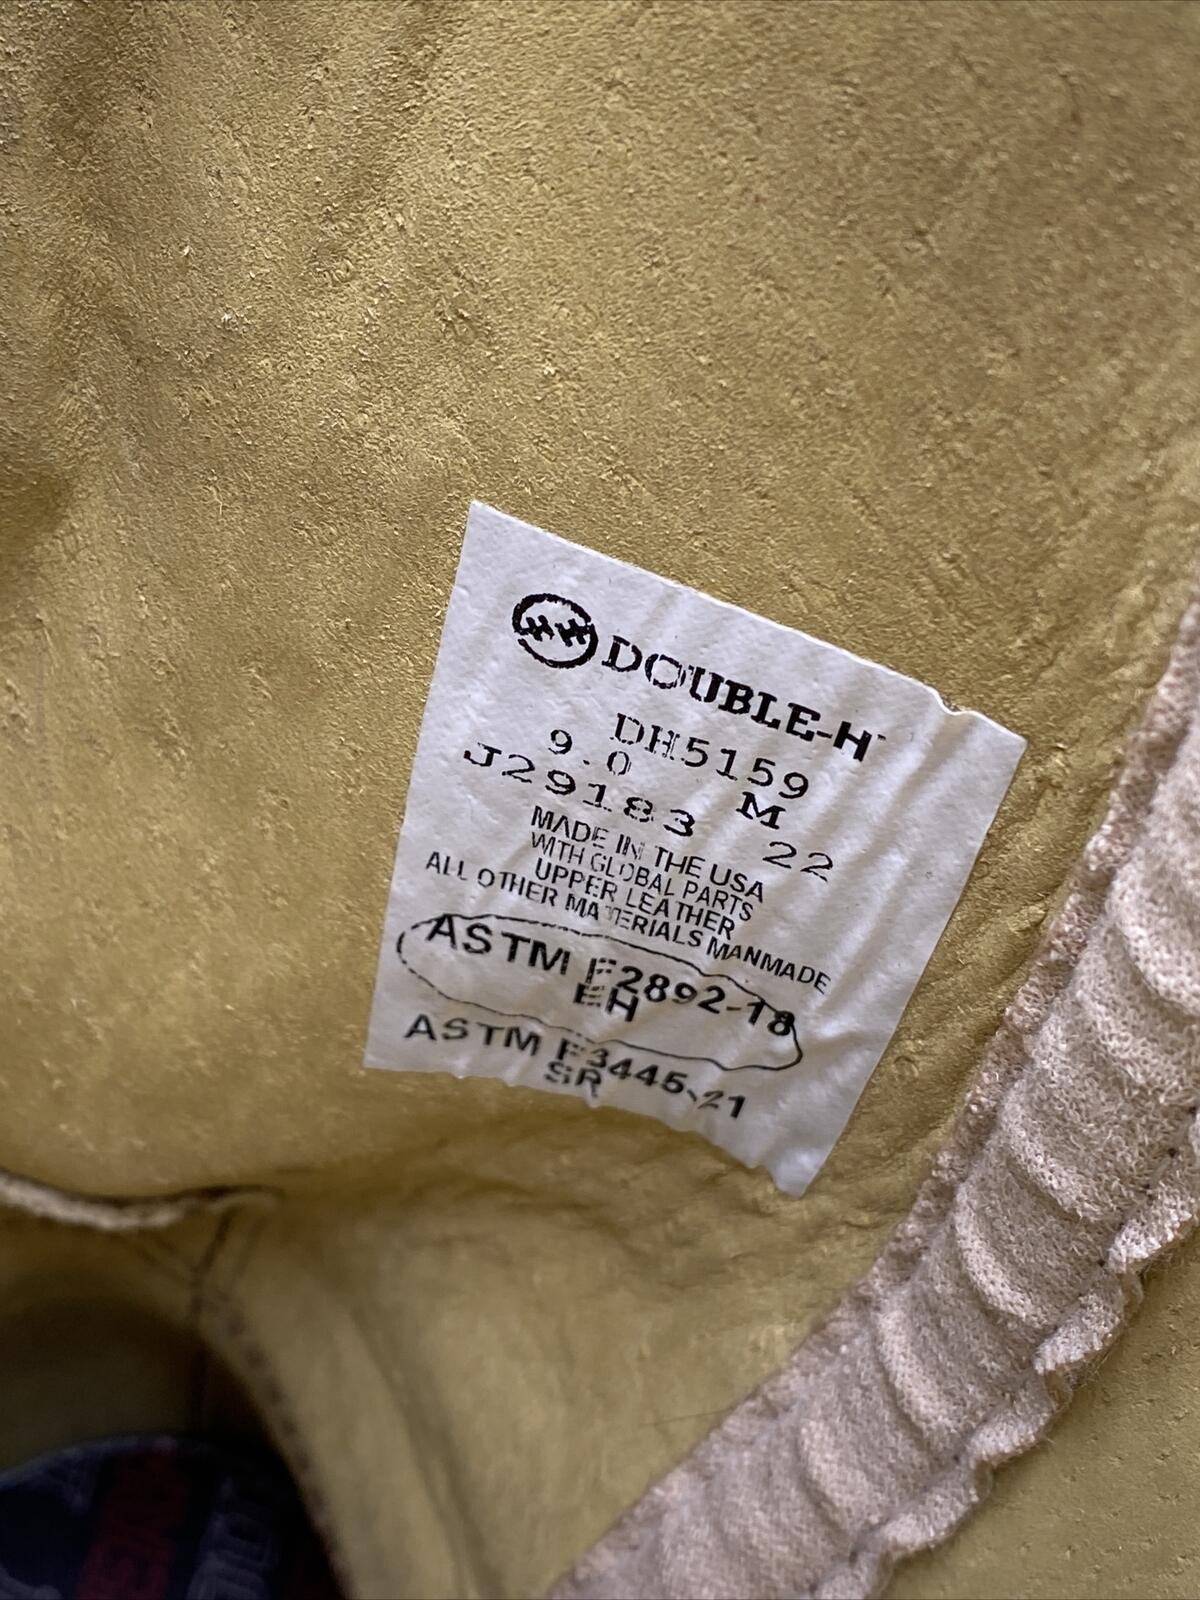 HH DOUBLE-H
DH5159
9.0 M
J29183 22
MADE IN THE USA
WITH GLOBAL PARTS
UPPER LEATHER
ALL OTHER MATERIALS MANMADE
ASTM F2892-18
EH
ASTM F3445-21
SR